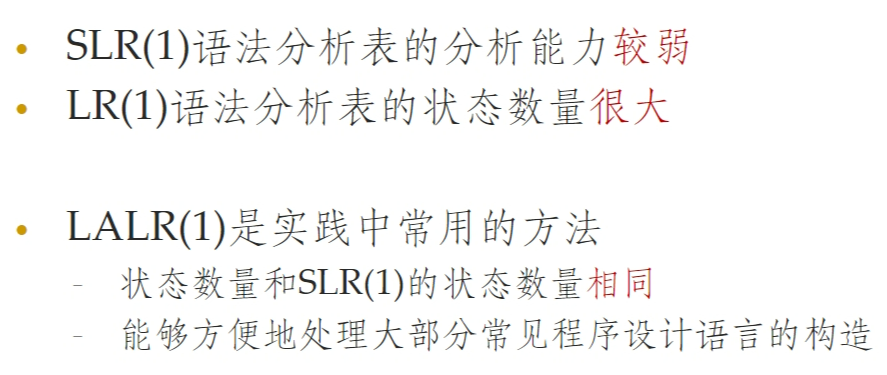 • SLR(1)语法分析表的分析能力较弱
• LR(1)语法分析表的状态数量很大
• LALR(1)是实践中常用的方法
- 状态数量和SLR(1)的状态数量相同
- 能够方便地处理大部分常见程序设计语言的构造